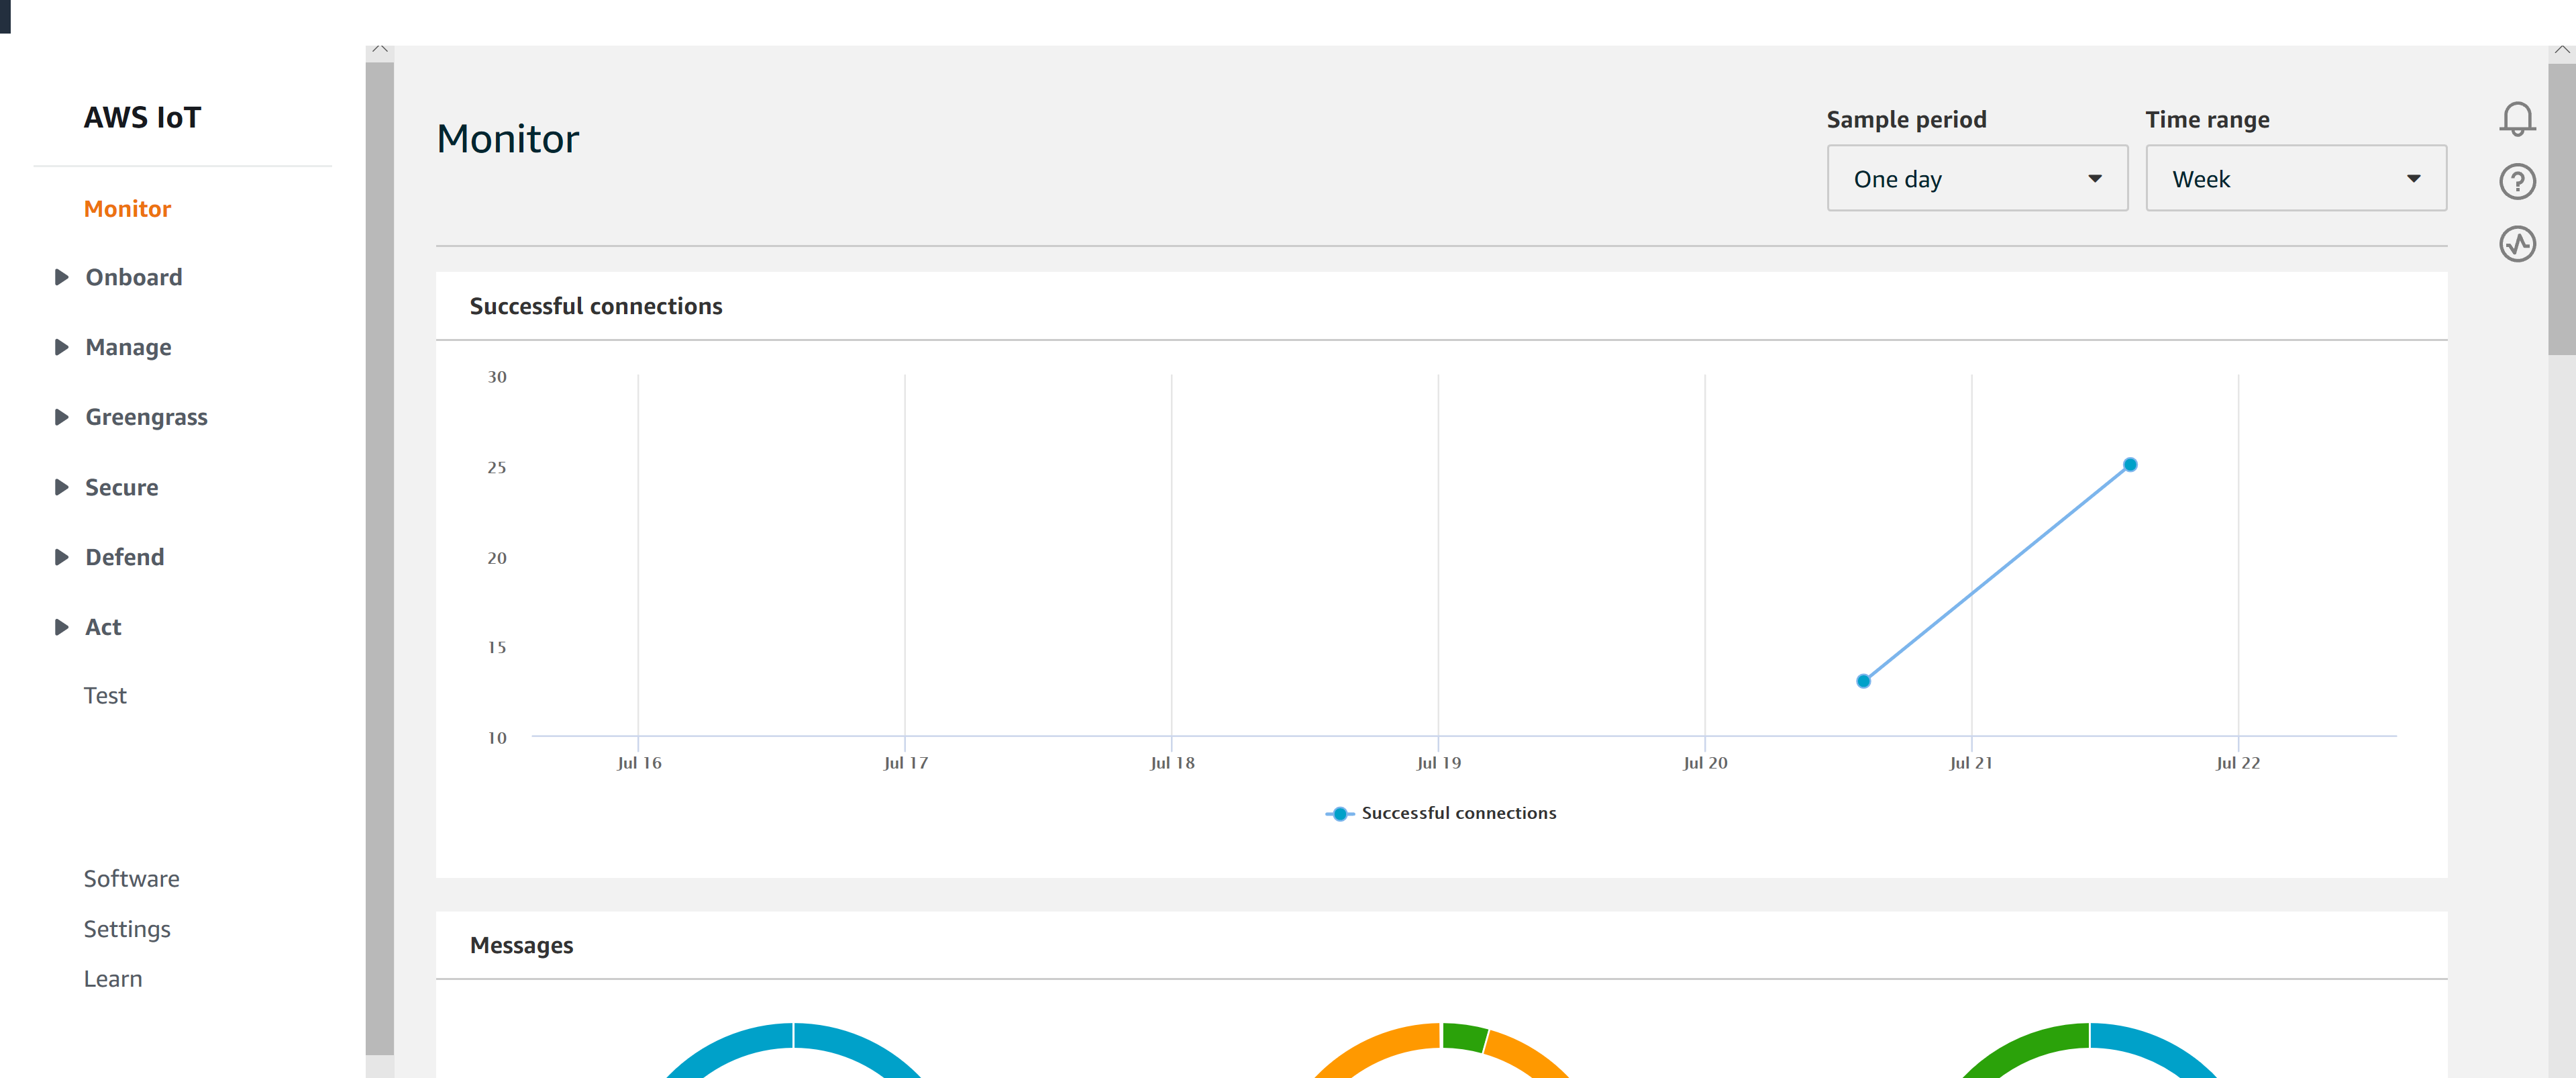 AWS IoT
Monitor
Onboard
Manage
Greengrass
Secure
Defend
Act
Test
Software
Settings
Learn
Monitor
Sample period
One day
Time range
Week
Successful connections
30
25
20
15
10
Jul 16
Jul 17
Jul 18
Jul 19
Jul 20
Jul 21
Jul 22
Successful connections
Messages